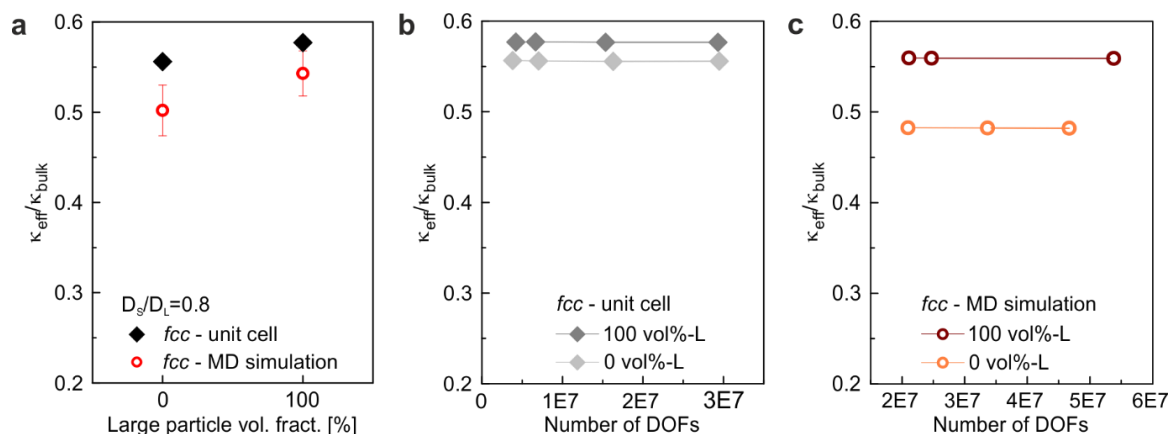 a
0.6
0.5
0.4
0.3
0.2
κeff/κbulk
DS/DL=0.8
fcc - unit cell
fcc - MD simulation
0 100
Large particle vol. fract. [%]
b
0.6
0.5
0.4
0.3
0.2
κeff/κbulk
fcc - unit cell
100 vol%-L
0 vol%-L
0 1E7 2E7 3E7
Number of DOFs
c
0.6
0.5
0.4
0.3
0.2
κeff/κbulk
fcc - MD simulation
100 vol%-L
0 vol%-L
2E7 3E7 4E7 5E7 6E7
Number of DOFs